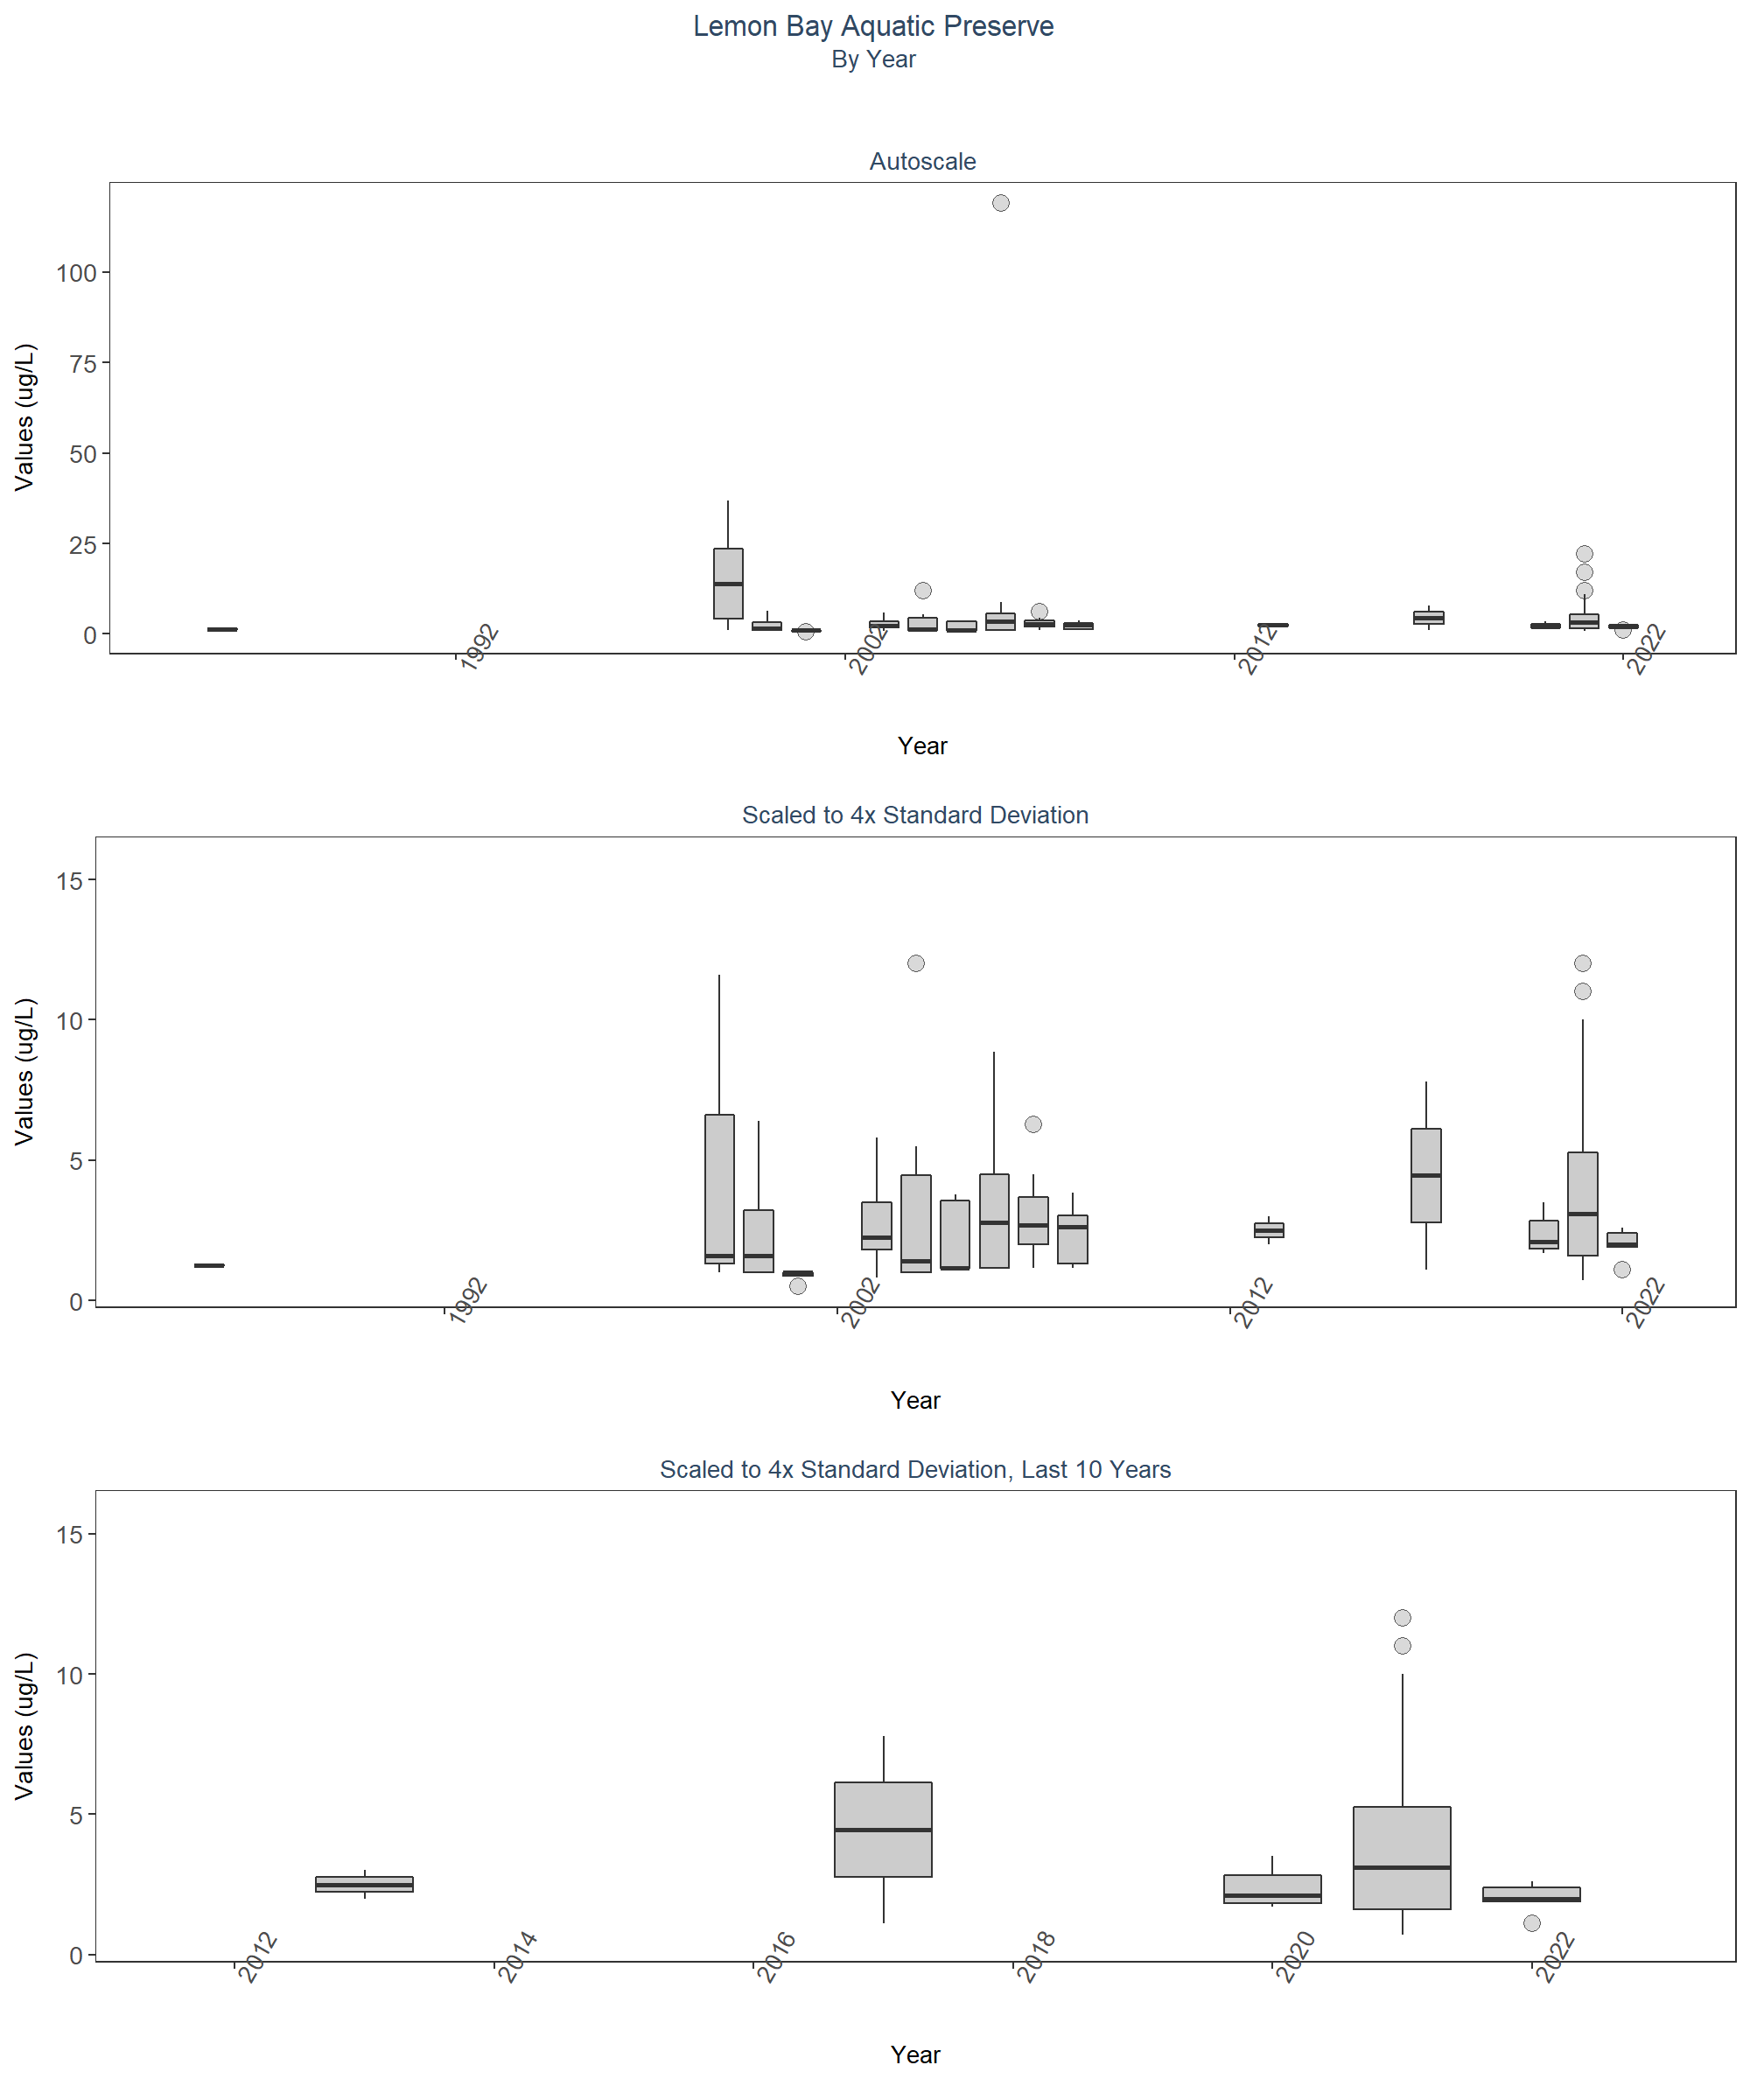 Lemon Bay Aquatic Preserve
By Year
Autoscale
Values (ug/L)
100
75
50
25
0
1992
2002
2012
2022
Year
Scaled to 4x Standard Deviation
Values (ug/L)
15
10
5
0
1992
2002
2012
2022
Year
Scaled to 4x Standard Deviation, Last 10 Years
Values (ug/L)
15
10
5
0
2012
2014
2016
2018
2020
2022
Year